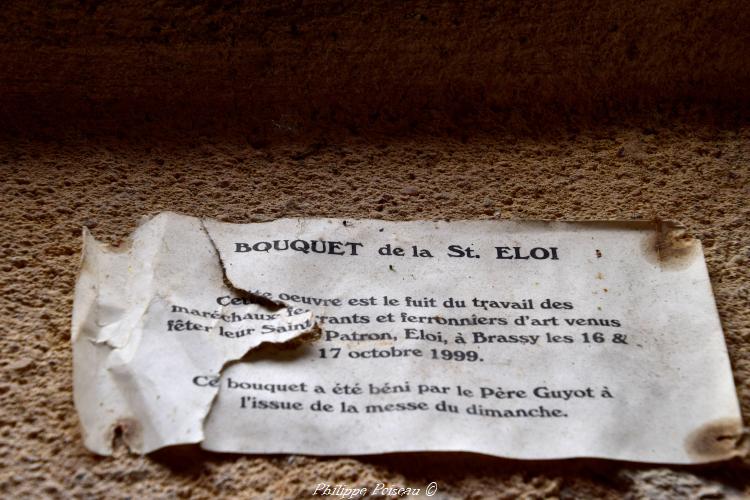 BOUQUET de la St. ELOI
Cette oeuvre est le fuit du travail des
maréchaux ferrants et ferronniers d'art venus
fêter leur Saint Patron, Eloi, à Brassy les 16 &
17 octobre 1999.
Ce bouquet a été béni par le Père Guyot à
l'issue de la messe du dimanche.
Philippe Poiseau ©